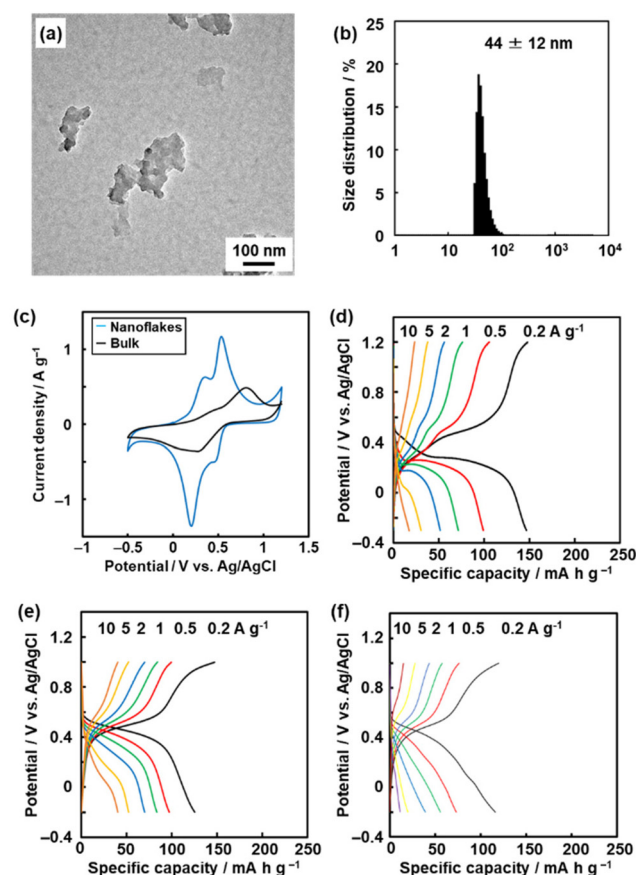 (a)
100 nm
(b)
44 ± 12 nm
Size distribution / %
25
20
15
10
5
0
1 10 10² 10³ 10⁴
(c)
Nanoflakes
Bulk
Current density / A g⁻¹
1
0
−1
−1 −0.5 0 0.5 1 1.5
Potential / V vs. Ag/AgCl
(d)
10 5 2 1 0.5 0.2 A g⁻¹
Potential / V vs. Ag/AgCl
1.2
0.8
0.4
0
−0.4
0 50 100 150 200 250
Specific capacity / mA h g⁻¹
(e)
10 5 2 1 0.5 0.2 A g⁻¹
Potential / V vs. Ag/AgCl
1.2
0.8
0.4
0
−0.4
0 50 100 150 200 250
Specific capacity / mA h g⁻¹
(f)
10 5 2 1 0.5 0.2 A g⁻¹
Potential / V vs. Ag/AgCl
1.2
0.8
0.4
0
−0.4
0 50 100 150 200 250
Specific capacity / mA h g⁻¹